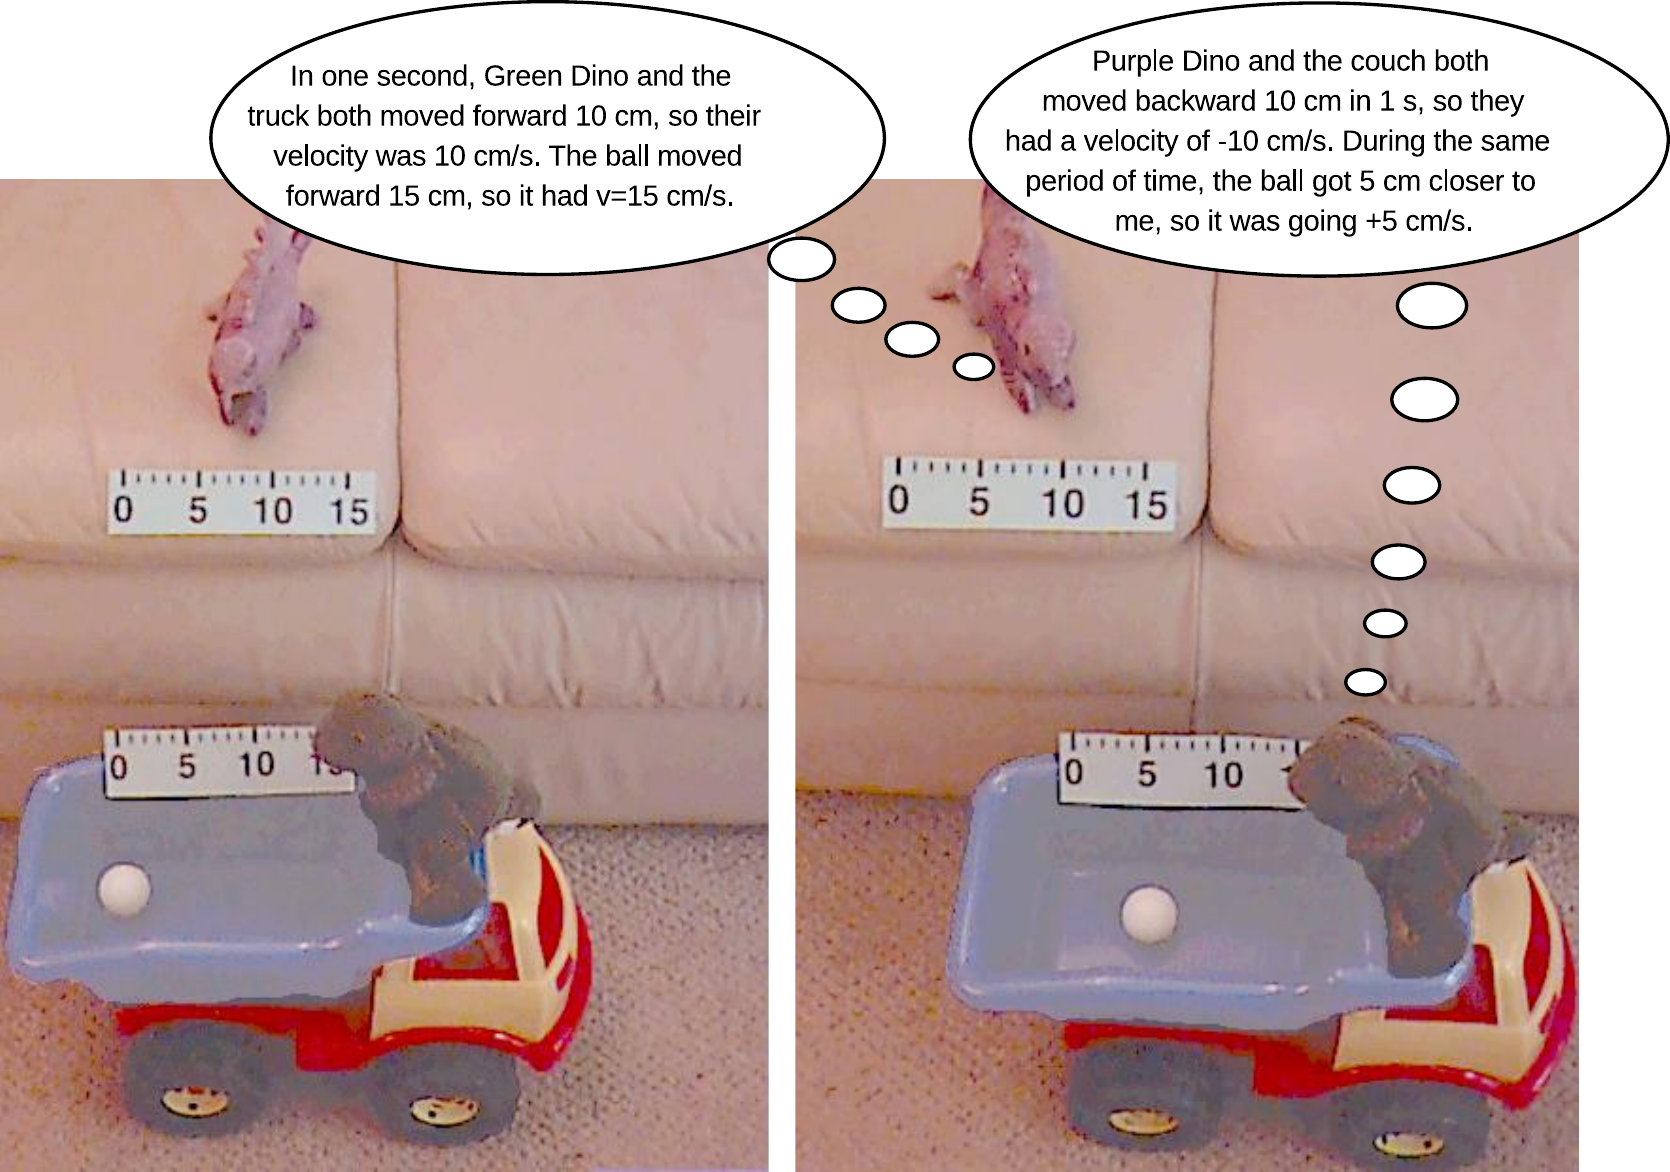 In one second, Green Dino and the
truck both moved forward 10 cm, so their
velocity was 10 cm/s. The ball moved
forward 15 cm, so it had v=15 cm/s.
Purple Dino and the couch both
moved backward 10 cm in 1 s, so they
had a velocity of -10 cm/s. During the same
period of time, the ball got 5 cm closer to
me, so it was going +5 cm/s.
0 5 10 15
0 5 10 15
0 5 10 15
0 5 10